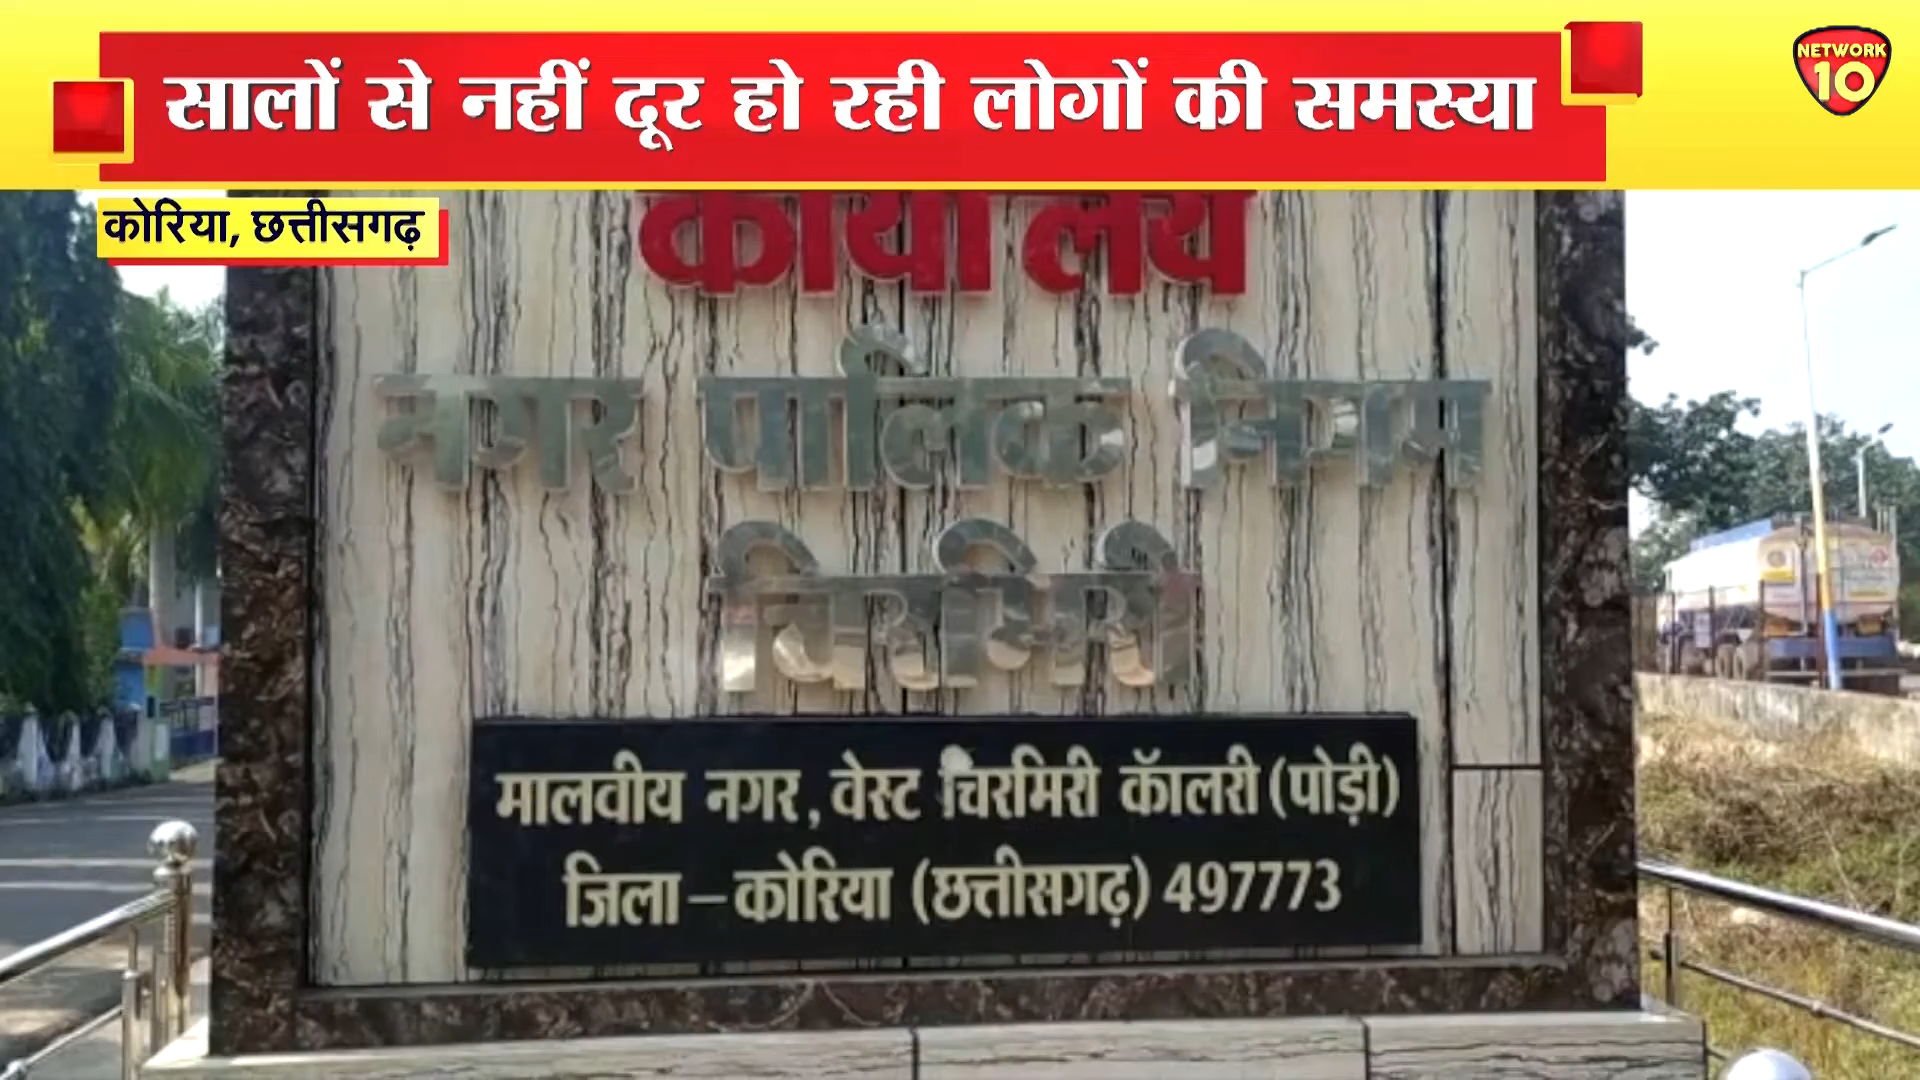 सालों से नहीं दूर हो रही लोगों की समस्या
NETWORK
10
कोरिया, छत्तीसगढ़
कार्यालय
नगर पालिक निगम
चिरमिरी
मालवीय नगर, वेस्ट चिरमिरी कॅालरी (पोड़ी)
जिला – कोरिया (छत्तीसगढ़) 497773